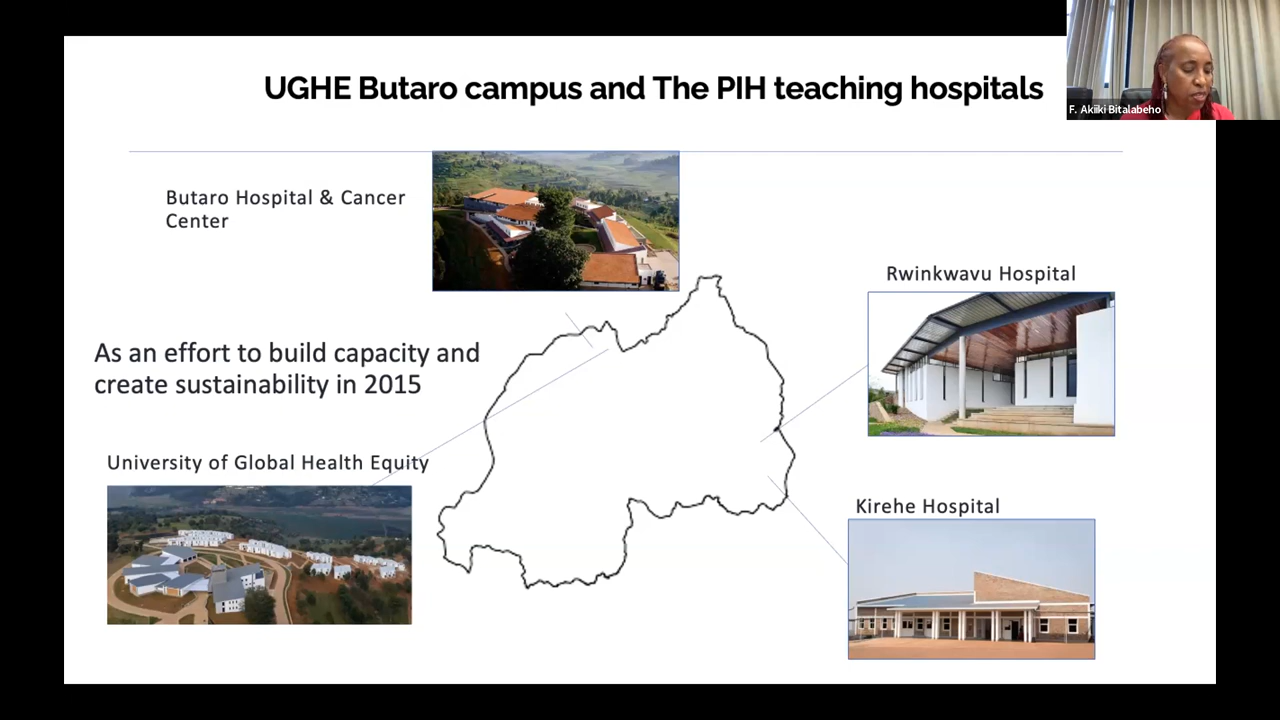 UGHE Butaro campus and The PIH teaching hospitals
F. Akiiki Bitalabeho
Butaro Hospital & Cancer
Center
Rwinkwavu Hospital
As an effort to build capacity and
create sustainability in 2015
University of Global Health Equity
Kirehe Hospital